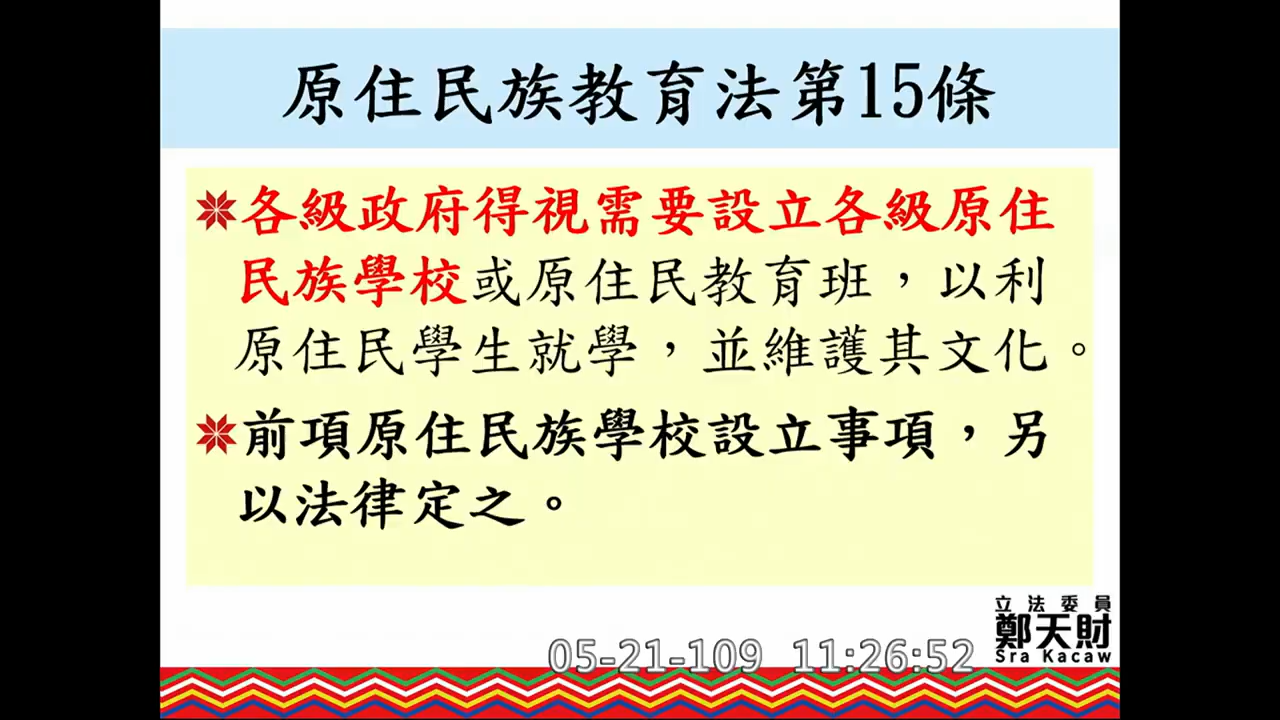 原住民族教育法第15條
各級政府得視需要設立各級原住
民族學校或原住民教育班，以利
原住民學生就學，並維護其文化。
前項原住民族學校設立事項，另
以法律定之。
立法委員
鄭天財
Sra Kacaw
05-21-109 11:26:52